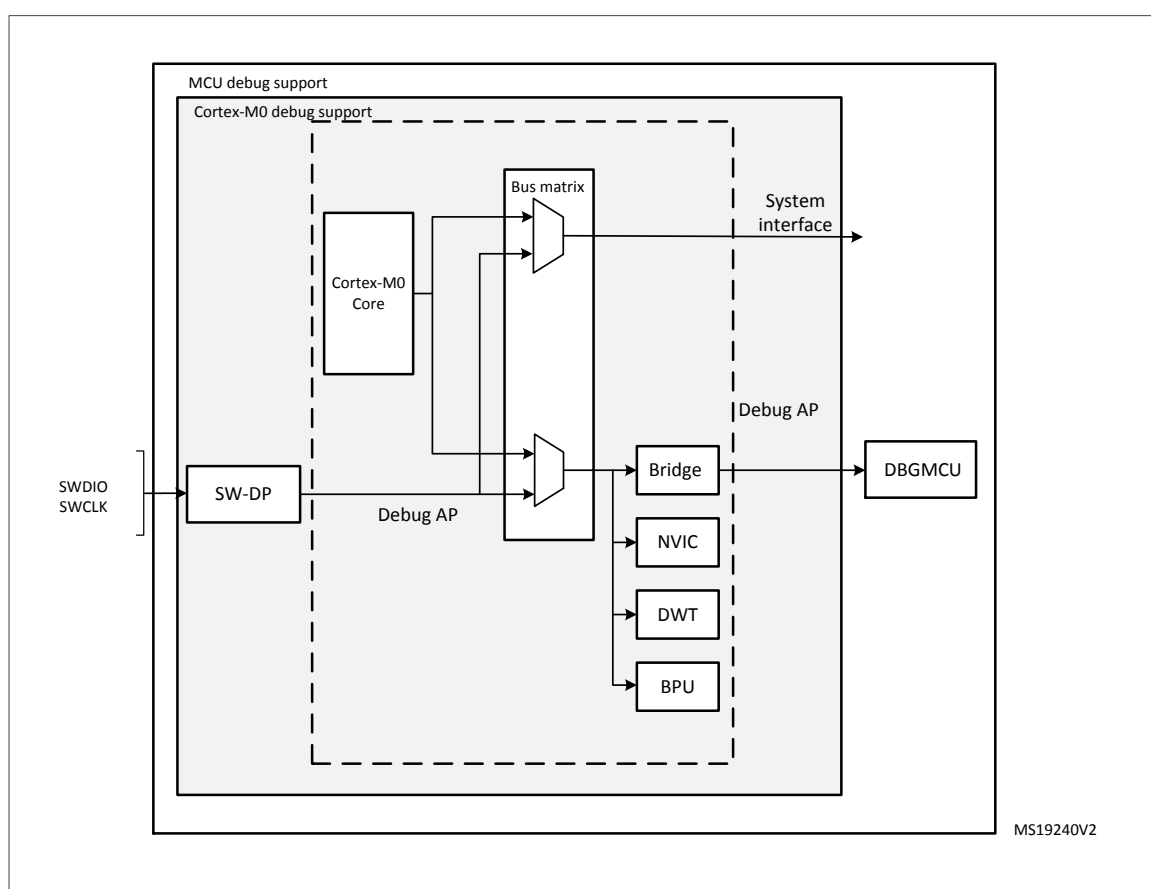 MCU debug support
Cortex-M0 debug support
Bus matrix
System
interface
Cortex-M0
Core
Debug AP
Bridge
DBGMCU
SWDIO
SWCLK
SW-DP
Debug AP
NVIC
DWT
BPU
MS19240V2